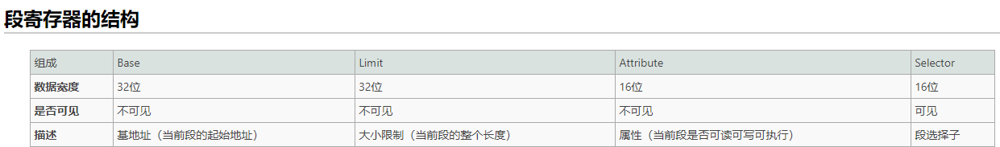 段寄存器的结构
组成 Base Limit Attribute Selector
数据宽度 32位 32位 16位 16位
是否可见 不可见 不可见 不可见 可见
描述 基地址（当前段的起始地址） 大小限制（当前段的整个长度） 属性（当前段是否可读可写可执行） 段选择子